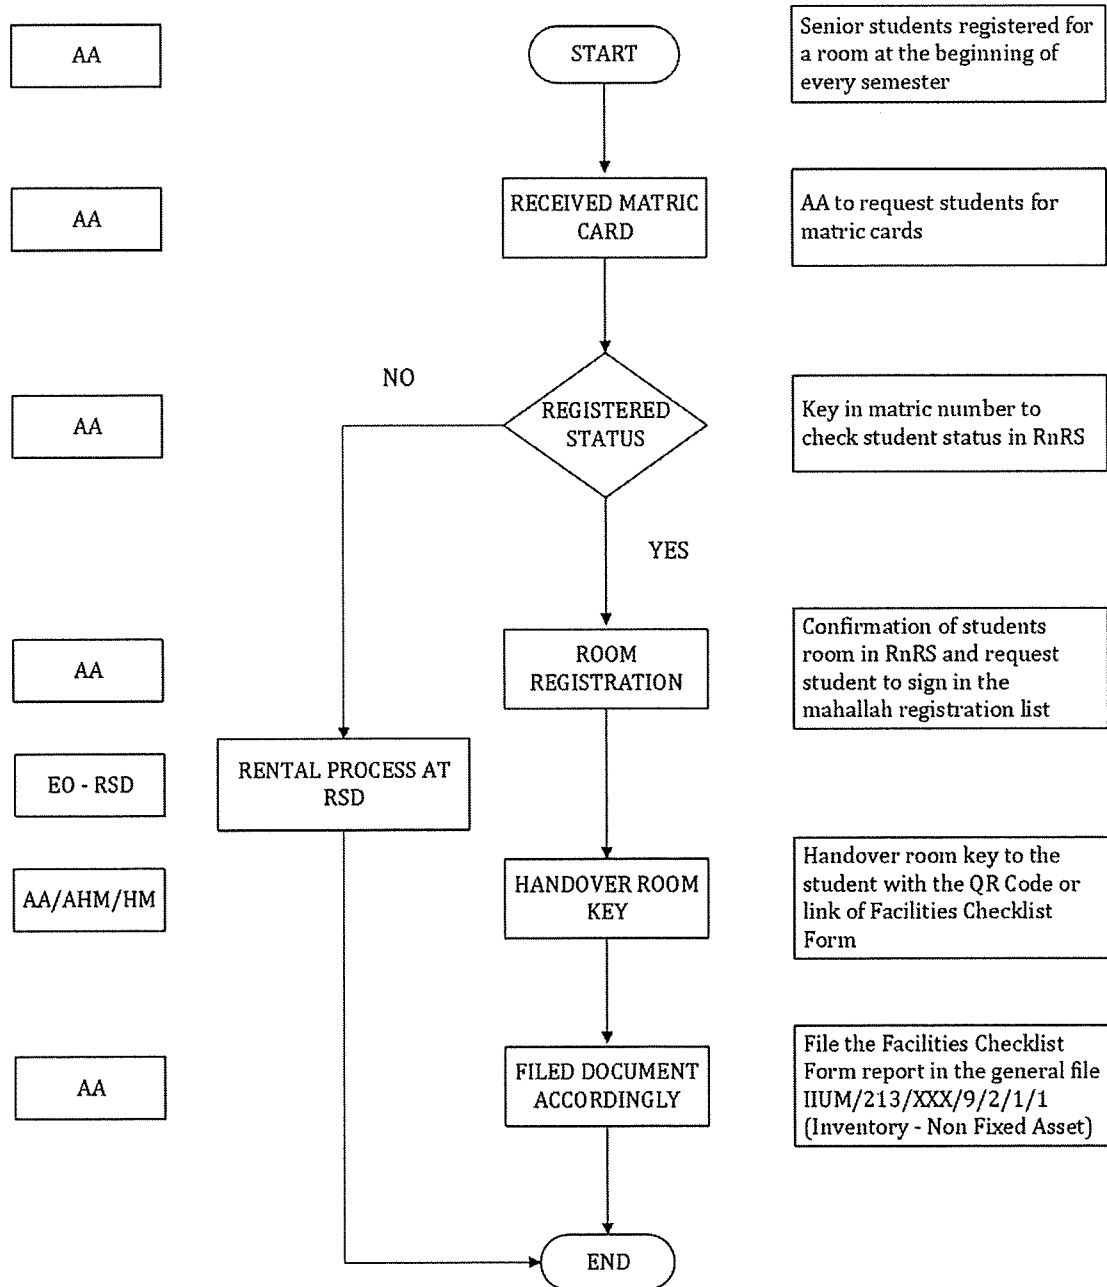 AA
START
Senior students registered for
a room at the beginning of
every semester
AA
RECEIVED MATRIC
CARD
AA to request students for
matric cards
NO
AA
REGISTERED
STATUS
Key in matric number to
check student status in RnRS
YES
AA
ROOM
REGISTRATION
Confirmation of students
room in RnRS and request
student to sign in the
mahallah registration list
EO - RSD
RENTAL PROCESS AT
RSD
AA/AHM/HM
HANDOVER ROOM
KEY
Handover room key to the
student with the QR Code or
link of Facilities Checklist
Form
AA
FILED DOCUMENT
ACCORDINGLY
File the Facilities Checklist
Form report in the general file
IIUM/213/XXX/9/2/1/1
(Inventory - Non Fixed Asset)
END